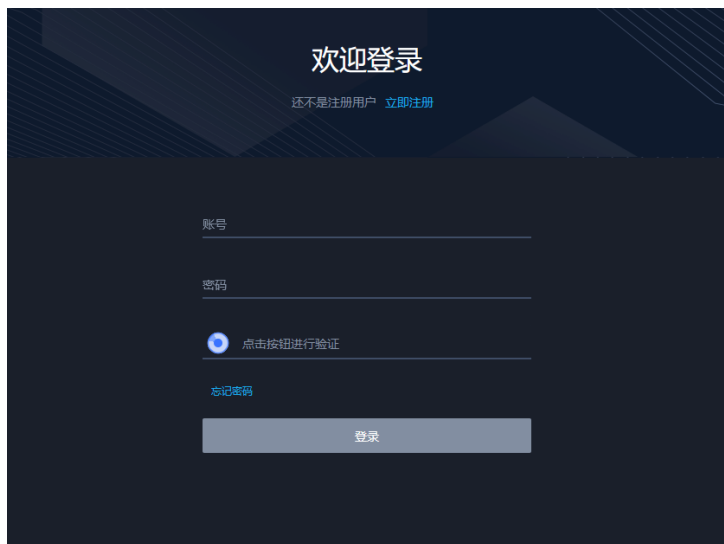 欢迎登录
还不是注册用户 立即注册
账号
密码
点击按钮进行验证
忘记密码
登录